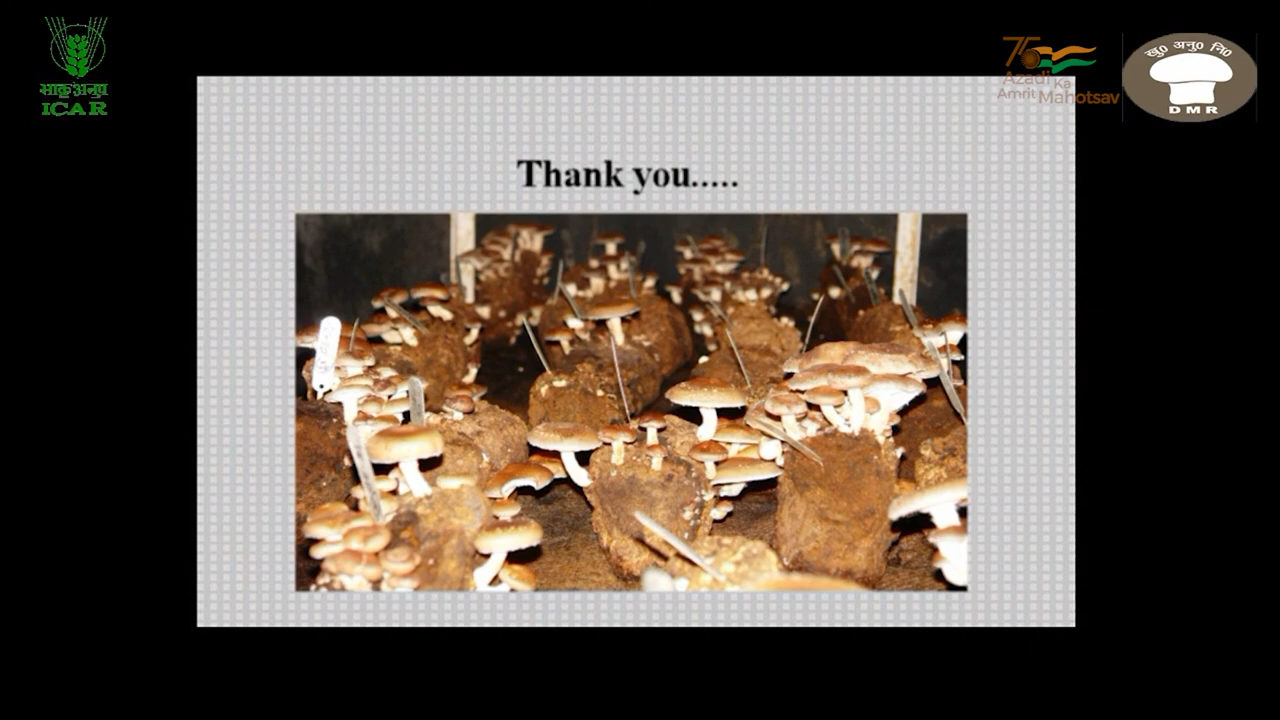 भाकृअनुप
ICAR
75
Azadi Ka
Amrit Mahotsav
खु० अनु० नि०
DMR
Thank you.....